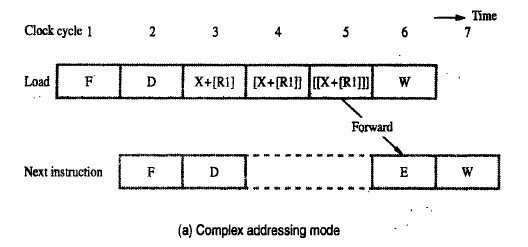 Time
Clock cycle 1 2 3 4 5 6 7
Load F D X+[R1] [X+[R1]] [[X+[R1]]] W
Forward
Next instruction F D E W
(a) Complex addressing mode